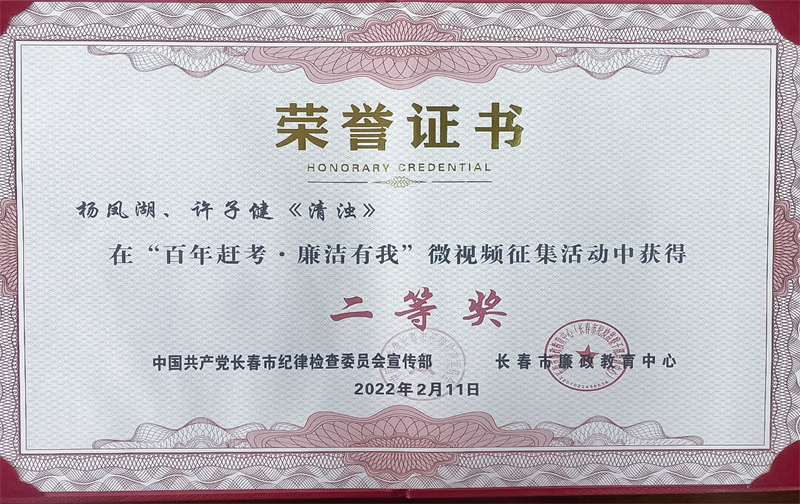 荣誉证书
HONORARY CREDENTIAL
杨凤湖、许子健《清浊》
在“百年赶考·廉洁有我”微视频征集活动中获得
二等奖
中国共产党长春市纪律检查委员会宣传部 长春市廉政教育中心
2022年2月11日